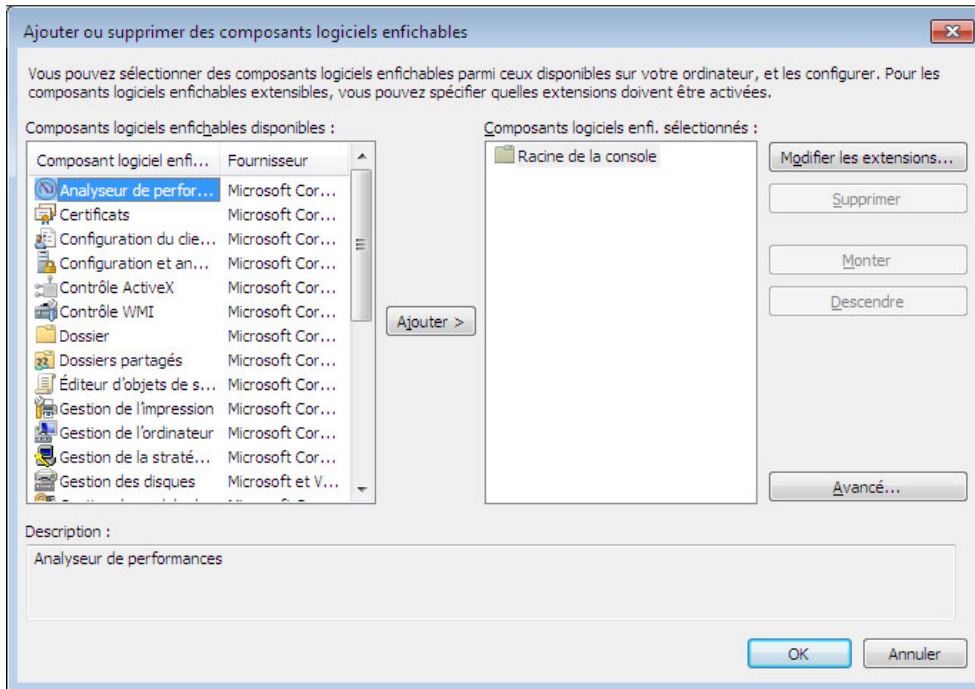 Ajouter ou supprimer des composants logiciels enfichables
Vous pouvez sélectionner des composants logiciels enfichables parmi ceux disponibles sur votre ordinateur, et les configurer. Pour les
composants logiciels enfichables extensibles, vous pouvez spécifier quelles extensions doivent être activées.
Composants logiciels enfichables disponibles :
Composant logiciel enfi... Fournisseur
Analyseur de perfor... Microsoft Cor...
Certificats Microsoft Cor...
Configuration du clie... Microsoft Cor...
Configuration et an... Microsoft Cor...
Contrôle ActiveX Microsoft Cor...
Contrôle WMI Microsoft Cor...
Dossier Microsoft Cor...
Dossiers partagés Microsoft Cor...
Éditeur d'objets de s... Microsoft Cor...
Gestion de l'impression Microsoft Cor...
Gestion de l'ordinateur Microsoft Cor...
Gestion de la straté... Microsoft Cor...
Gestion des disques Microsoft et V...
Ajouter >
Composants logiciels enfi. sélectionnés :
Racine de la console
Modifier les extensions...
Supprimer
Monter
Descendre
Avancé...
Description :
Analyseur de performances
OK
Annuler